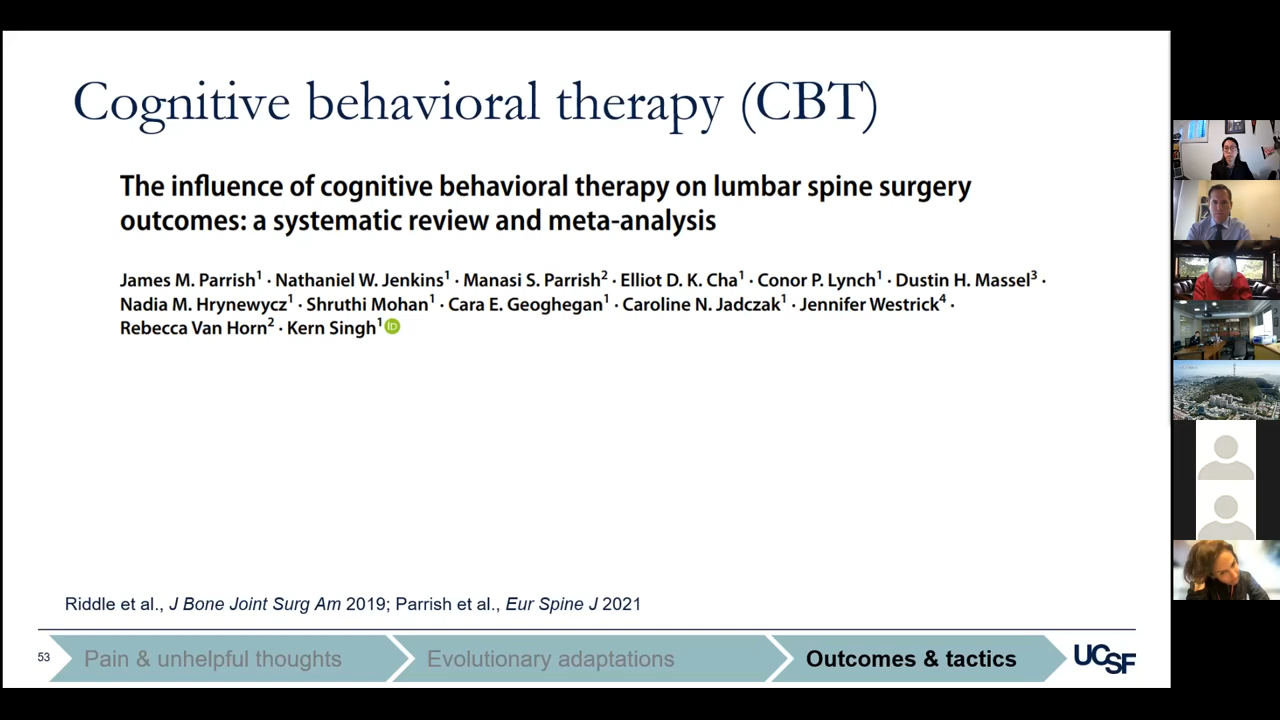 Cognitive behavioral therapy (CBT)
The influence of cognitive behavioral therapy on lumbar spine surgery
outcomes: a systematic review and meta-analysis
James M. Parrish1 · Nathaniel W. Jenkins1 · Manasi S. Parrish2 · Elliot D. K. Cha1 · Conor P. Lynch1 · Dustin H. Massel3 ·
Nadia M. Hrynewycz1 · Shruthi Mohan1 · Cara E. Geoghegan1 · Caroline N. Jadczak1 · Jennifer Westrick4 ·
Rebecca Van Horn2 · Kern Singh1 iD
Riddle et al., J Bone Joint Surg Am 2019; Parrish et al., Eur Spine J 2021
53
Pain & unhelpful thoughts
Evolutionary adaptations
Outcomes & tactics
UCSF